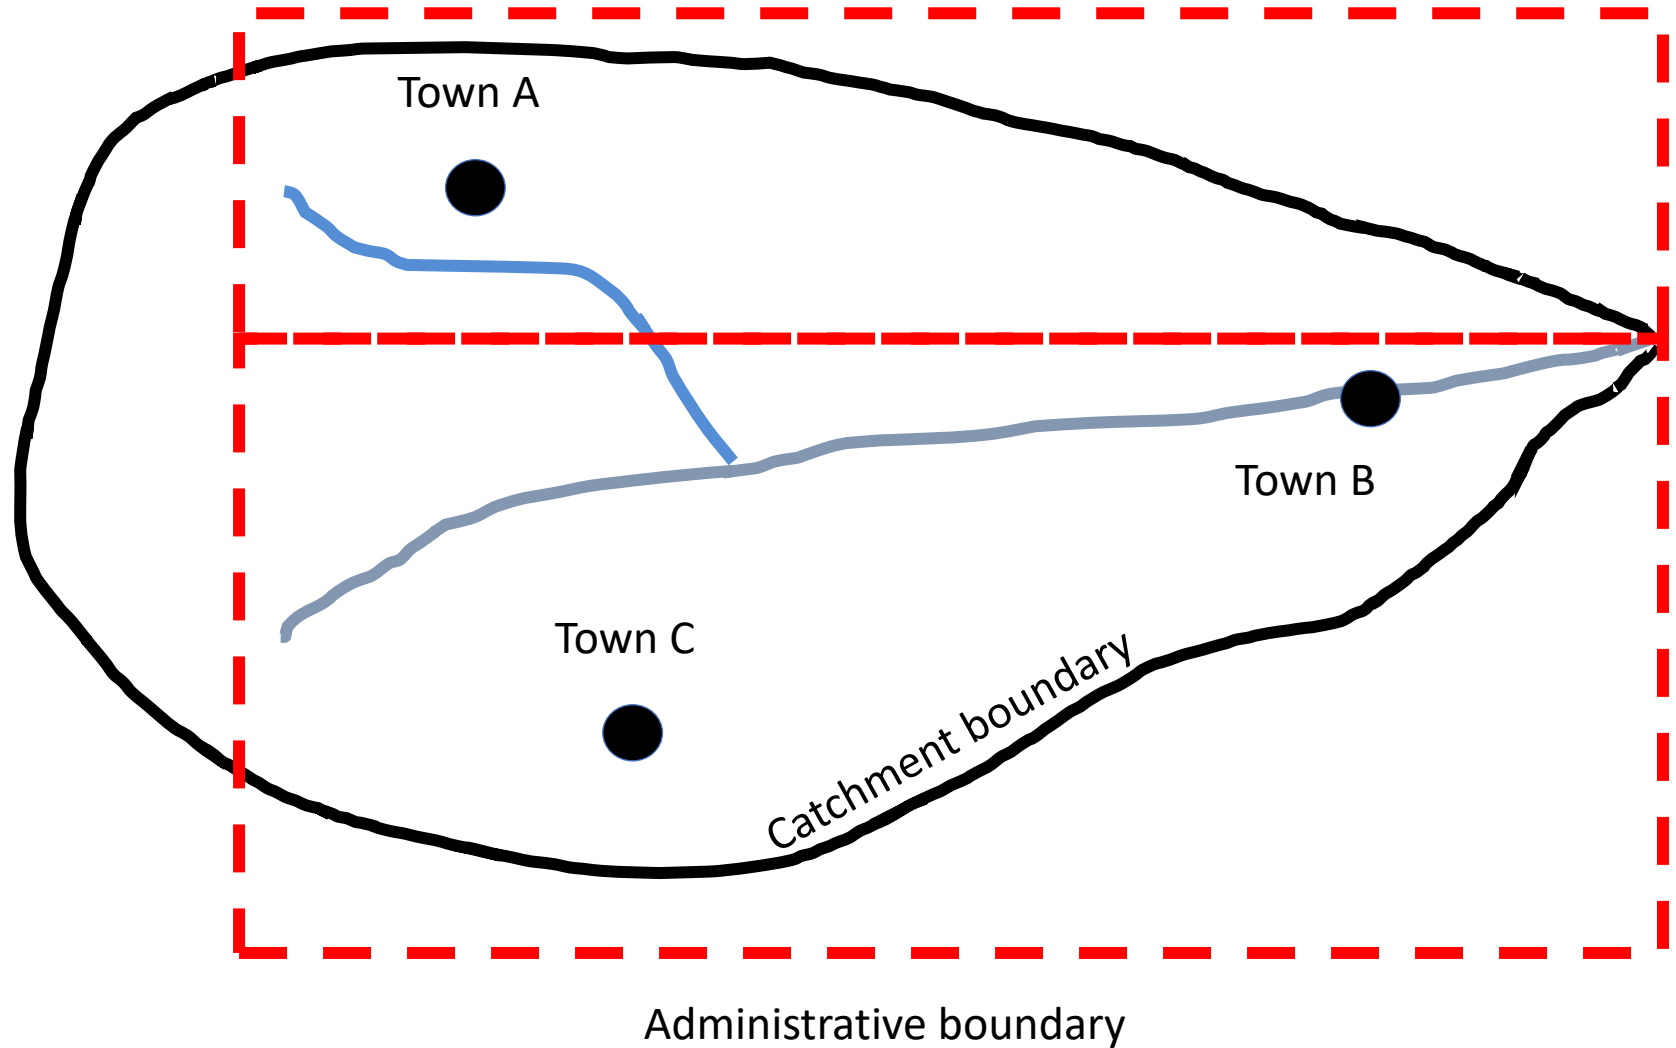 Town A
Town B
Town C
Catchment boundary
Administrative boundary